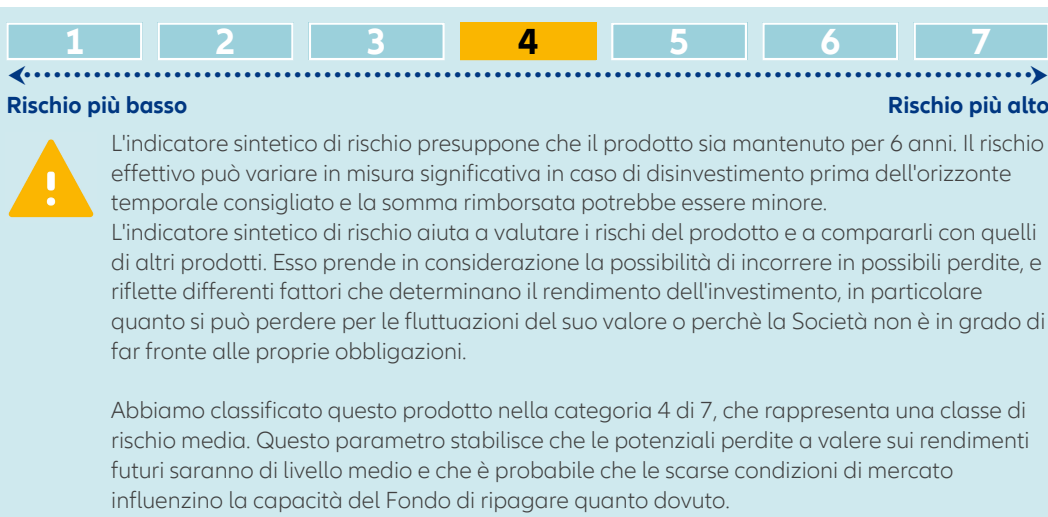 1 2 3 4 5 6 7
Rischio più basso Rischio più alto
L'indicatore sintetico di rischio presuppone che il prodotto sia mantenuto per 6 anni. Il rischio
effettivo può variare in misura significativa in caso di disinvestimento prima dell'orizzonte
temporale consigliato e la somma rimborsata potrebbe essere minore.
L'indicatore sintetico di rischio aiuta a valutare i rischi del prodotto e a compararli con quelli
di altri prodotti. Esso prende in considerazione la possibilità di incorrere in possibili perdite, e
riflette differenti fattori che determinano il rendimento dell'investimento, in particolare
quanto si può perdere per le fluttuazioni del suo valore o perchè la Società non è in grado di
far fronte alle proprie obbligazioni.
Abbiamo classificato questo prodotto nella categoria 4 di 7, che rappresenta una classe di
rischio media. Questo parametro stabilisce che le potenziali perdite a valere sui rendimenti
futuri saranno di livello medio e che è probabile che le scarse condizioni di mercato
influenzino la capacità del Fondo di ripagare quanto dovuto.